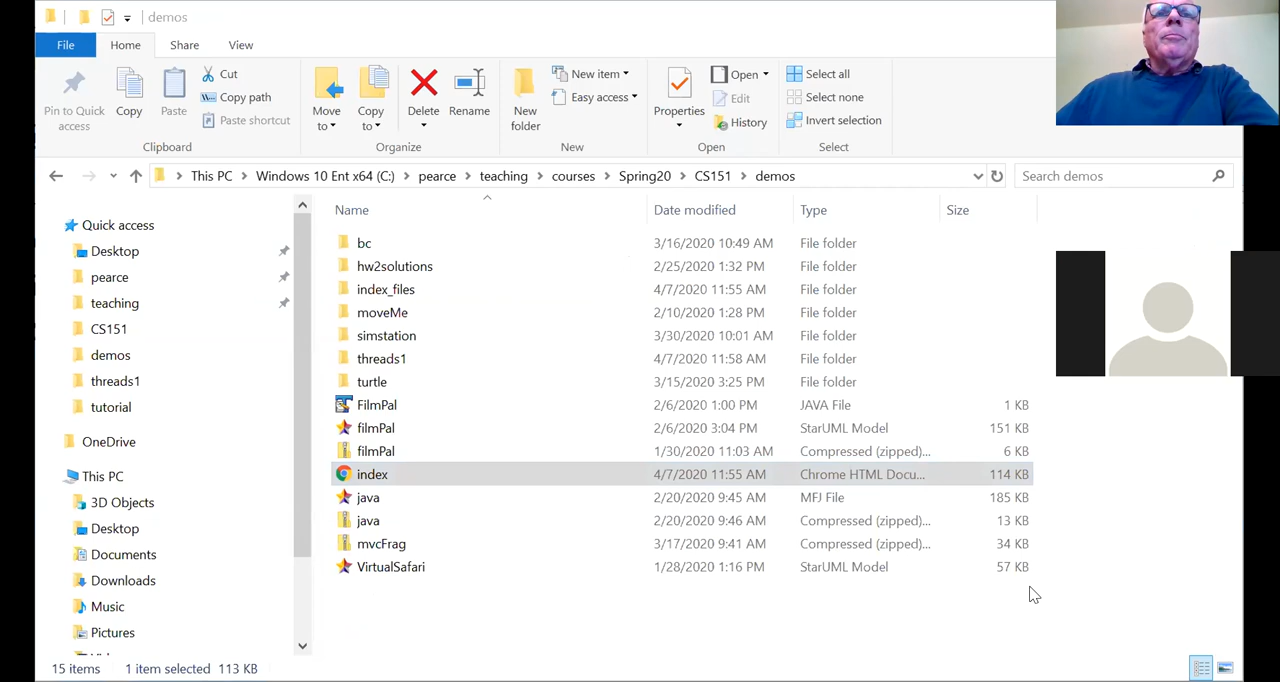 demos
File Home Share View
Pin to Quick access
Copy
Paste
Cut
Copy path
Paste shortcut
Clipboard
Move to
Copy to
Delete
Rename
Organize
New folder
New item
Easy access
New
Properties
Open
Edit
History
Open
Select all
Select none
Invert selection
Select
This PC > Windows 10 Ent x64 (C:) > pearce > teaching > courses > Spring20 > CS151 > demos
Search demos
Quick access
Desktop
pearce
teaching
CS151
demos
threads1
tutorial
OneDrive
This PC
3D Objects
Desktop
Documents
Downloads
Music
Pictures
Name Date modified Type Size
bc 3/16/2020 10:49 AM File folder
hw2solutions 2/25/2020 1:32 PM File folder
index_files 4/7/2020 11:55 AM File folder
moveMe 2/10/2020 1:28 PM File folder
simstation 3/30/2020 10:01 AM File folder
threads1 4/7/2020 11:58 AM File folder
turtle 3/15/2020 3:25 PM File folder
FilmPal 2/6/2020 1:00 PM JAVA File 1 KB
filmPal 2/6/2020 3:04 PM StarUML Model 151 KB
filmPal 1/30/2020 11:03 AM Compressed (zipped)... 6 KB
index 4/7/2020 11:55 AM Chrome HTML Docu... 114 KB
java 2/20/2020 9:45 AM MFJ File 185 KB
java 2/20/2020 9:46 AM Compressed (zipped)... 13 KB
mvcFrag 3/17/2020 9:41 AM Compressed (zipped)... 34 KB
VirtualSafari 1/28/2020 1:16 PM StarUML Model 57 KB
15 items 1 item selected 113 KB